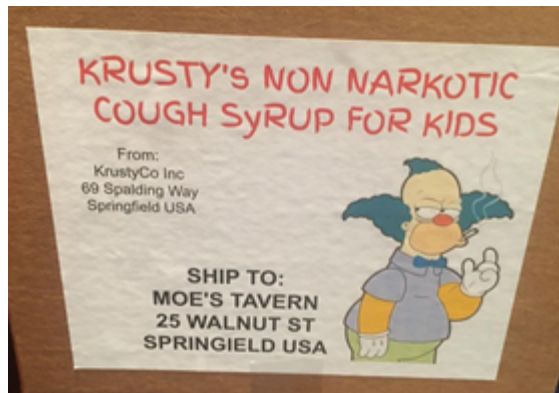 KRUSTY's NON NARKOTIC
COUGH SyRUP FOR KIDS
From:
KrustyCo Inc
69 Spalding Way
Springfield USA
SHIP TO:
MOE'S TAVERN
25 WALNUT ST
SPRINGIELD USA